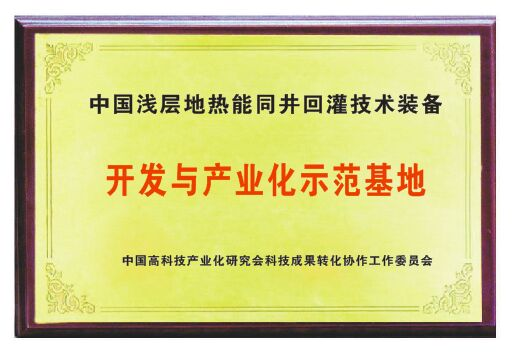 中国浅层地热能同井回灌技术装备
开发与产业化示范基地
中国高科技产业化研究会科技成果转化协作工作委员会